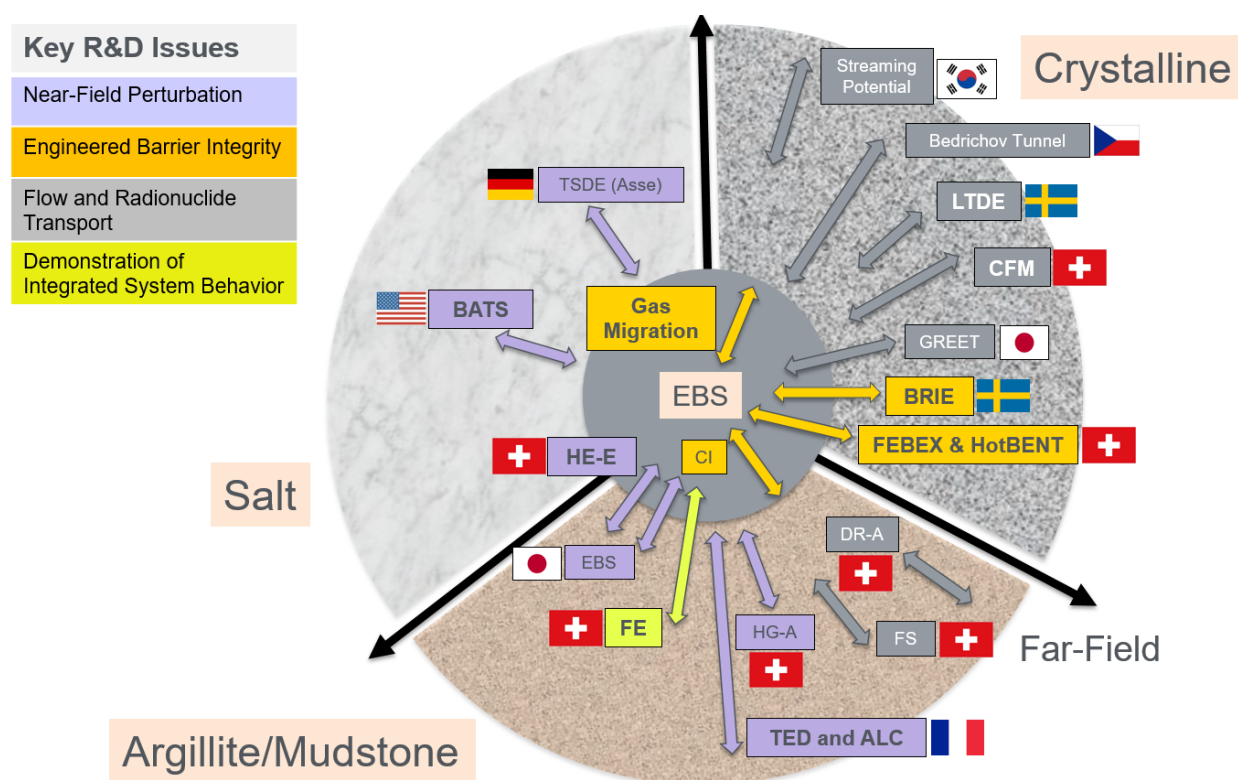 Key R&D Issues
Near-Field Perturbation
Engineered Barrier Integrity
Flow and Radionuclide
Transport
Demonstration of
Integrated System Behavior
Crystalline
Streaming
Potential
Bedrichov Tunnel
TSDE (Asse)
LTDE
CFM
BATS
Gas
Migration
GREET
EBS
BRIE
FEBEX & HotBENT
HE-E
CI
Salt
DR-A
EBS
FE
HG-A
FS
Far-Field
TED and ALC
Argillite/Mudstone